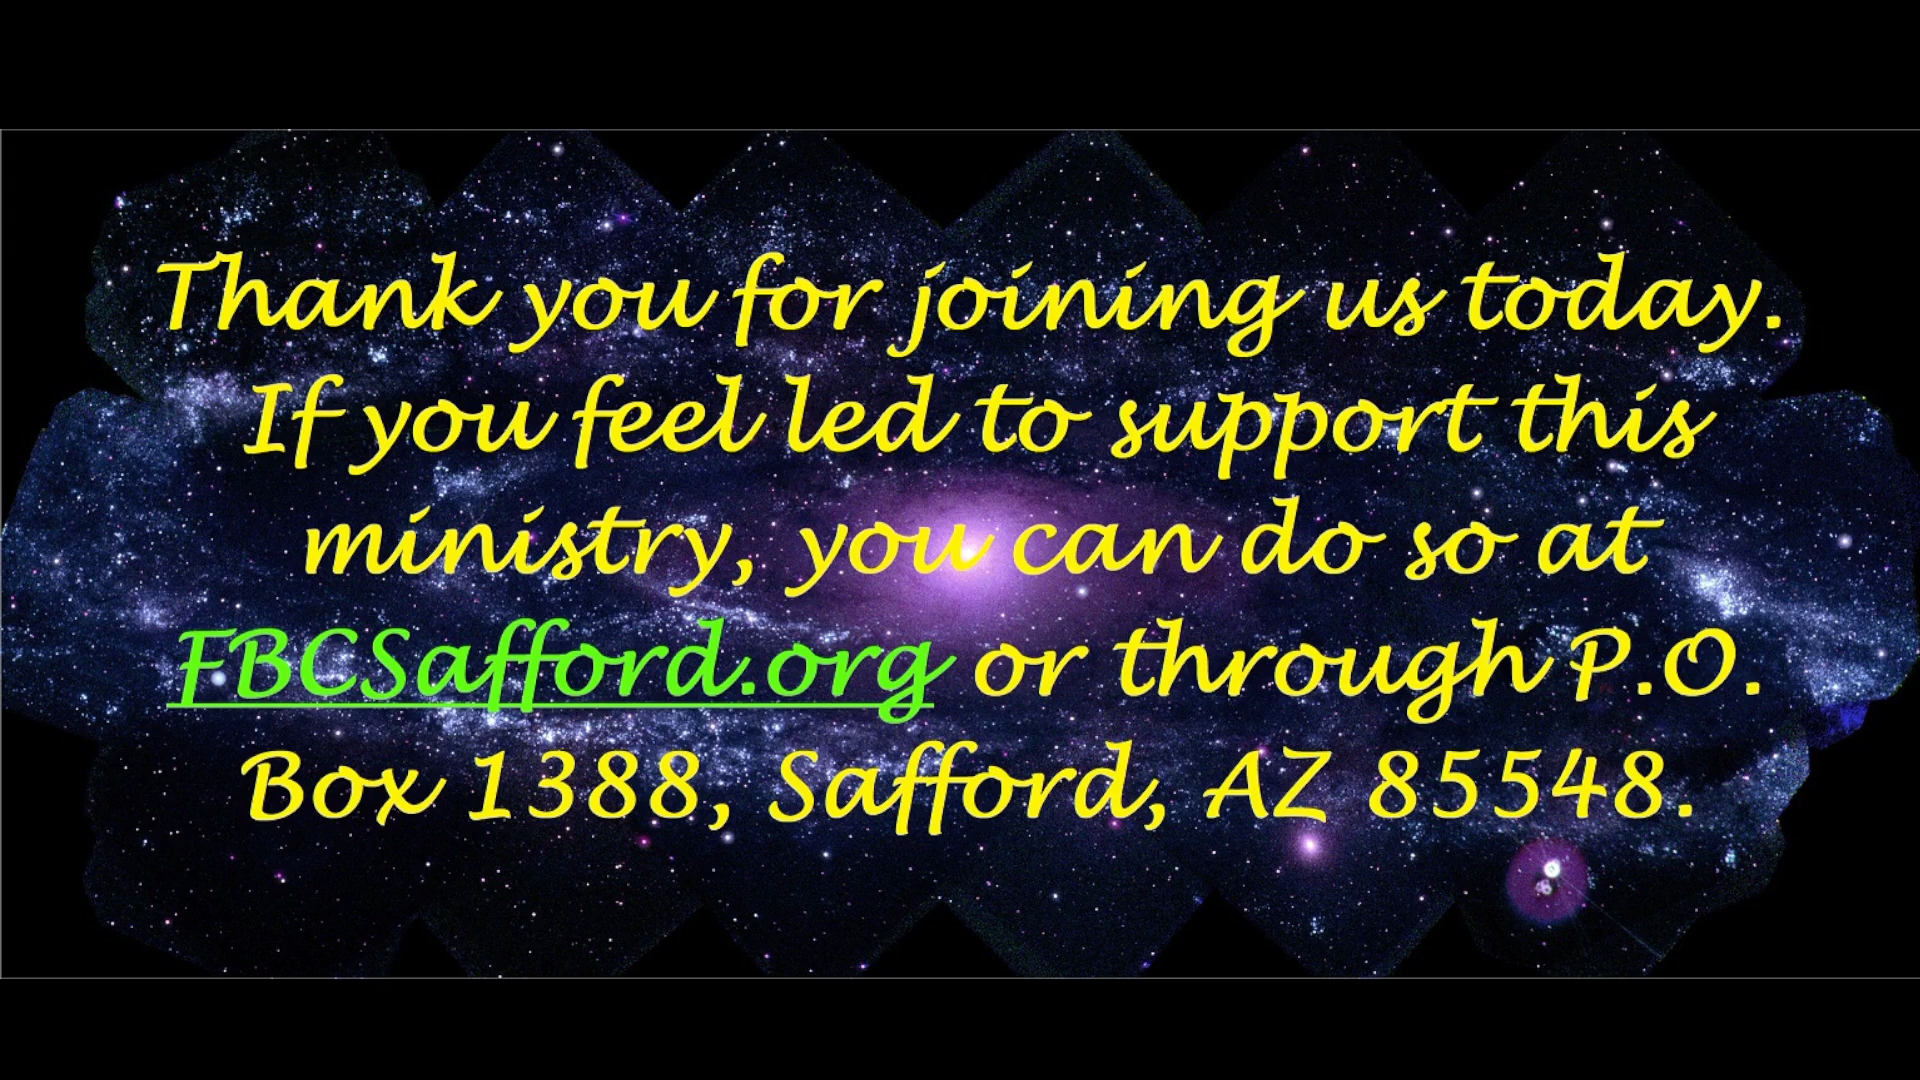 Thank you for joining us today.
If you feel led to support this
ministry, you can do so at
FBCSafford.org or through P.O.
Box 1388, Safford, AZ 85548.